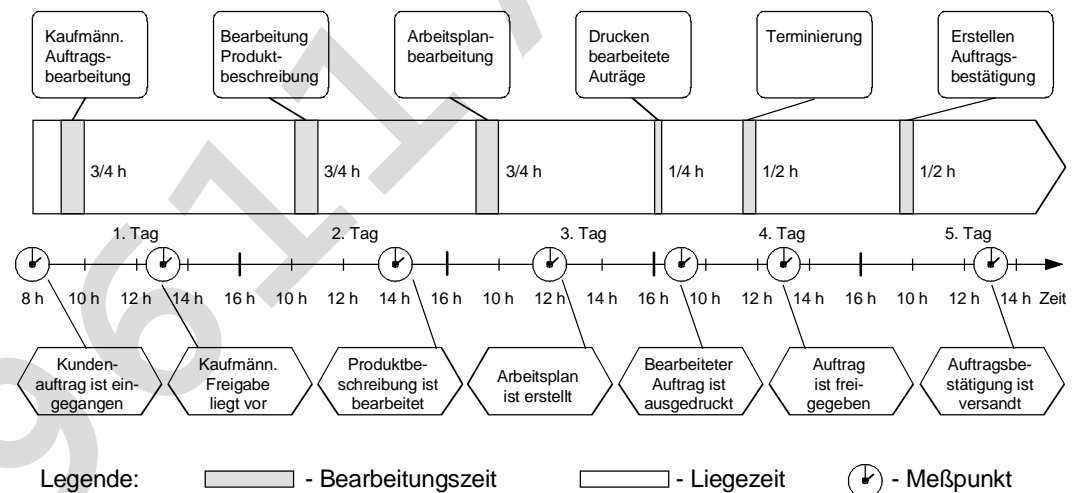 Kaufmänn.
Auftrags-
bearbeitung
Bearbeitung
Produkt-
beschreibung
Arbeitsplan-
bearbeitung
Drucken
bearbeitete
Auträge
Terminierung
Erstellen
Auftrags-
bestätigung
3/4 h
3/4 h
3/4 h
1/4 h
1/2 h
1/2 h
1. Tag
2. Tag
3. Tag
4. Tag
5. Tag
8 h 10 h 12 h 14 h 16 h 10 h 12 h 14 h 16 h 10 h 12 h 14 h 16 h 10 h 12 h 14 h 16 h 10 h 12 h 14 h Zeit
Kunden-
auftrag ist ein-
gegangen
Kaufmänn.
Freigabe
liegt vor
Produktbe-
schreibung ist
bearbeitet
Arbeitsplan
ist erstellt
Bearbeiteter
Auftrag ist
ausgedruckt
Auftrag
ist frei-
gegeben
Auftragsbe-
stätigung ist
versandt
Legende: - Bearbeitungszeit - Liegezeit - Meßpunkt